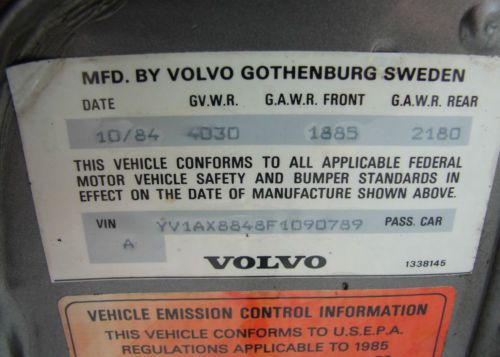 MFD. BY VOLVO GOTHENBURG SWEDEN
DATE GV.W.R. G.A.W.R. FRONT G.A.W.R. REAR
10/84 4030 1885 2180
THIS VEHICLE CONFORMS TO ALL APPLICABLE FEDERAL
MOTOR VEHICLE SAFETY AND BUMPER STANDARDS IN
EFFECT ON THE DATE OF MANUFACTURE SHOWN ABOVE.
VIN YV1AX8848F1090789 PASS. CAR
A
VOLVO 1338145
VEHICLE EMISSION CONTROL INFORMATION
THIS VEHICLE CONFORMS TO U.S.E.P.A.
REGULATIONS APPLICABLE TO 1985